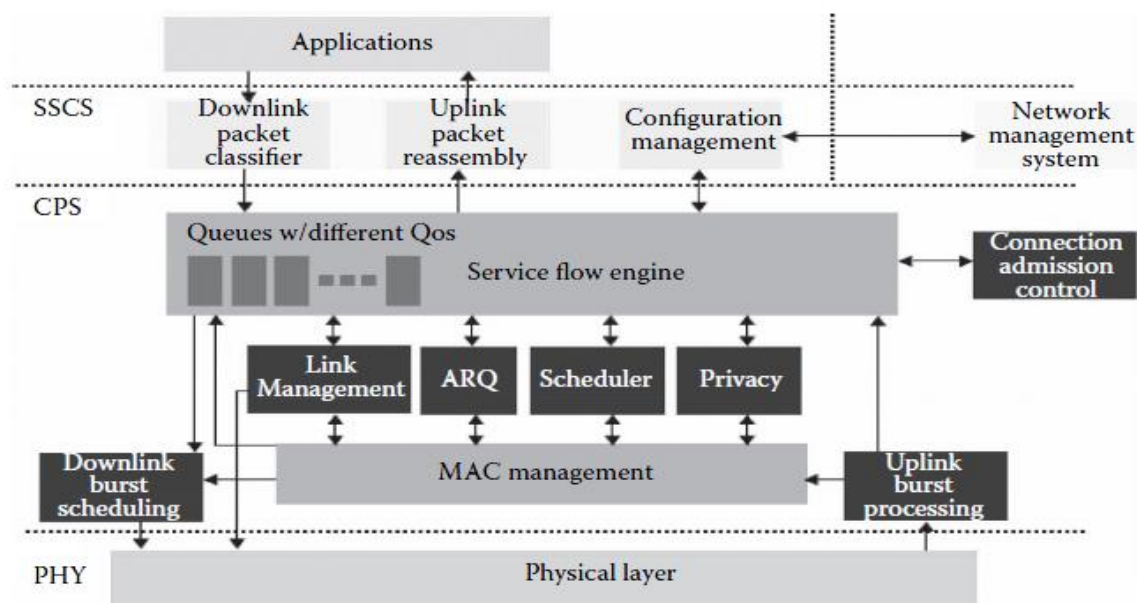 Applications
SSCS
Downlink
packet
classifier
Uplink
packet
reassembly
Configuration
management
Network
management
system
CPS
Queues w/different Qos
Service flow engine
Connection
admission
control
Link
Management
ARQ
Scheduler
Privacy
Downlink
burst
scheduling
MAC management
Uplink
burst
processing
PHY
Physical layer